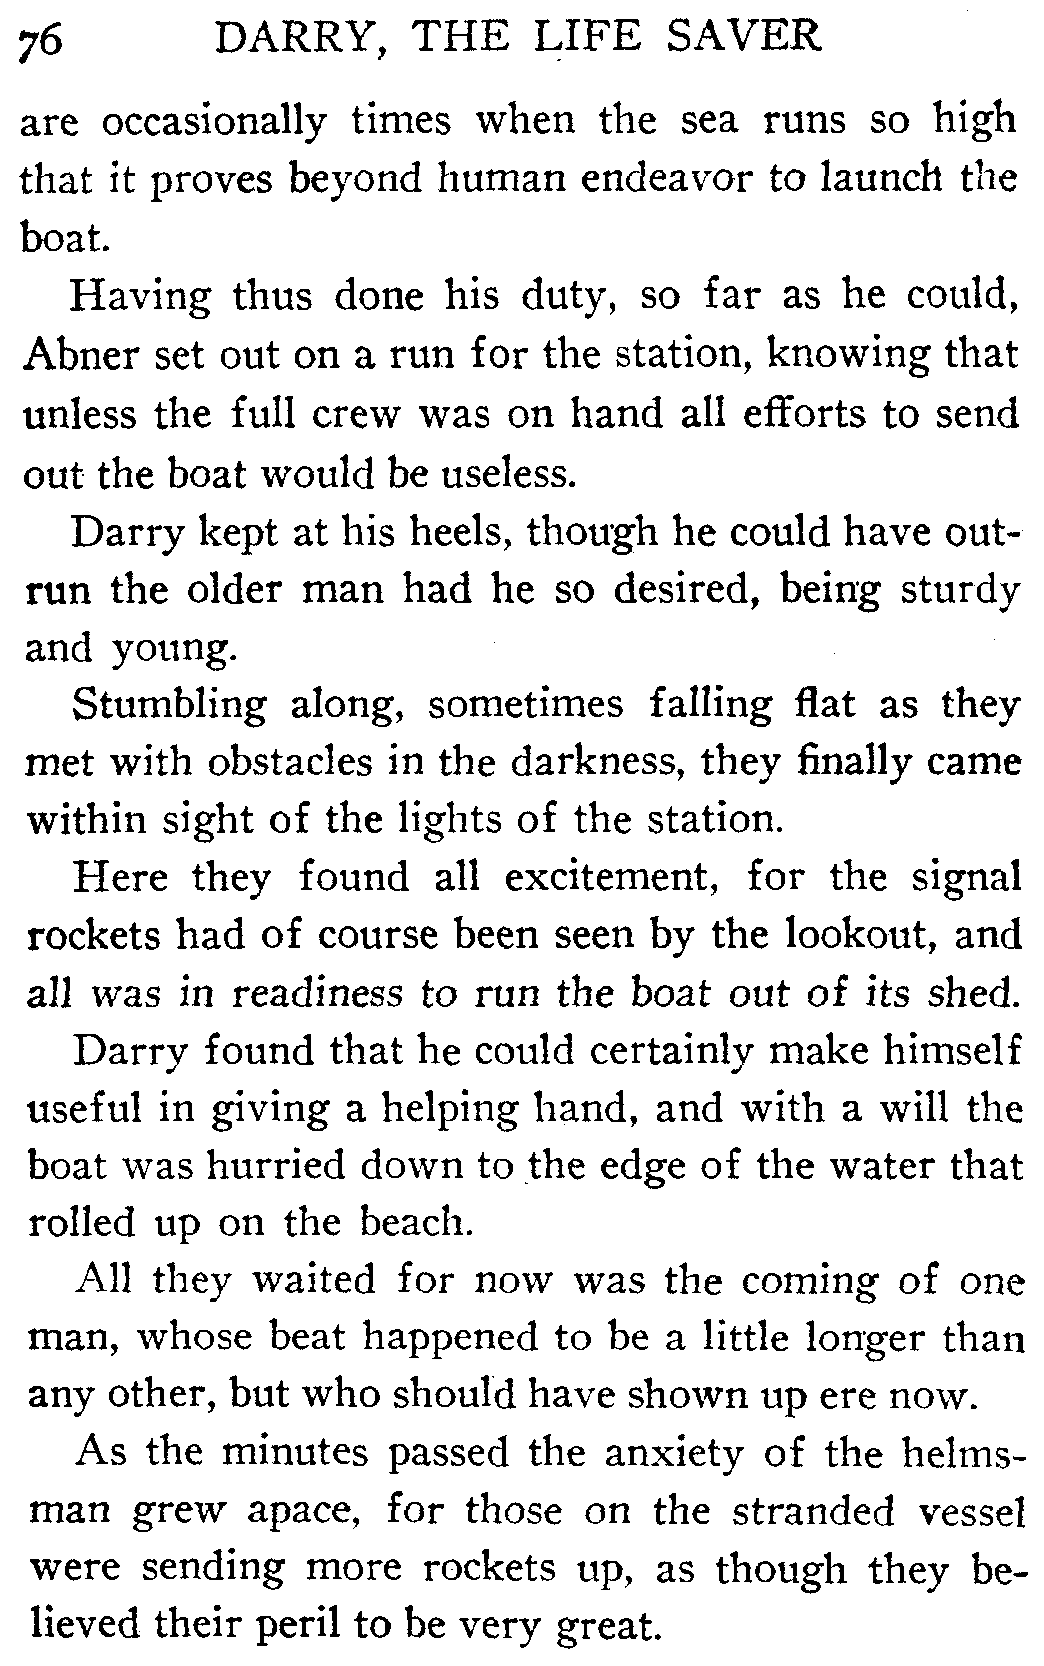 76 DARRY, THE LIFE SAVER
are occasionally times when the sea runs so high
that it proves beyond human endeavor to launch the
boat.
Having thus done his duty, so far as he could,
Abner set out on a run for the station, knowing that
unless the full crew was on hand all efforts to send
out the boat would be useless.
Darry kept at his heels, though he could have out-
run the older man had he so desired, being sturdy
and young.
Stumbling along, sometimes falling flat as they
met with obstacles in the darkness, they finally came
within sight of the lights of the station.
Here they found all excitement, for the signal
rockets had of course been seen by the lookout, and
all was in readiness to run the boat out of its shed.
Darry found that he could certainly make himself
useful in giving a helping hand, and with a will the
boat was hurried down to the edge of the water that
rolled up on the beach.
All they waited for now was the coming of one
man, whose beat happened to be a little longer than
any other, but who should have shown up ere now.
As the minutes passed the anxiety of the helms-
man grew apace, for those on the stranded vessel
were sending more rockets up, as though they be-
lieved their peril to be very great.